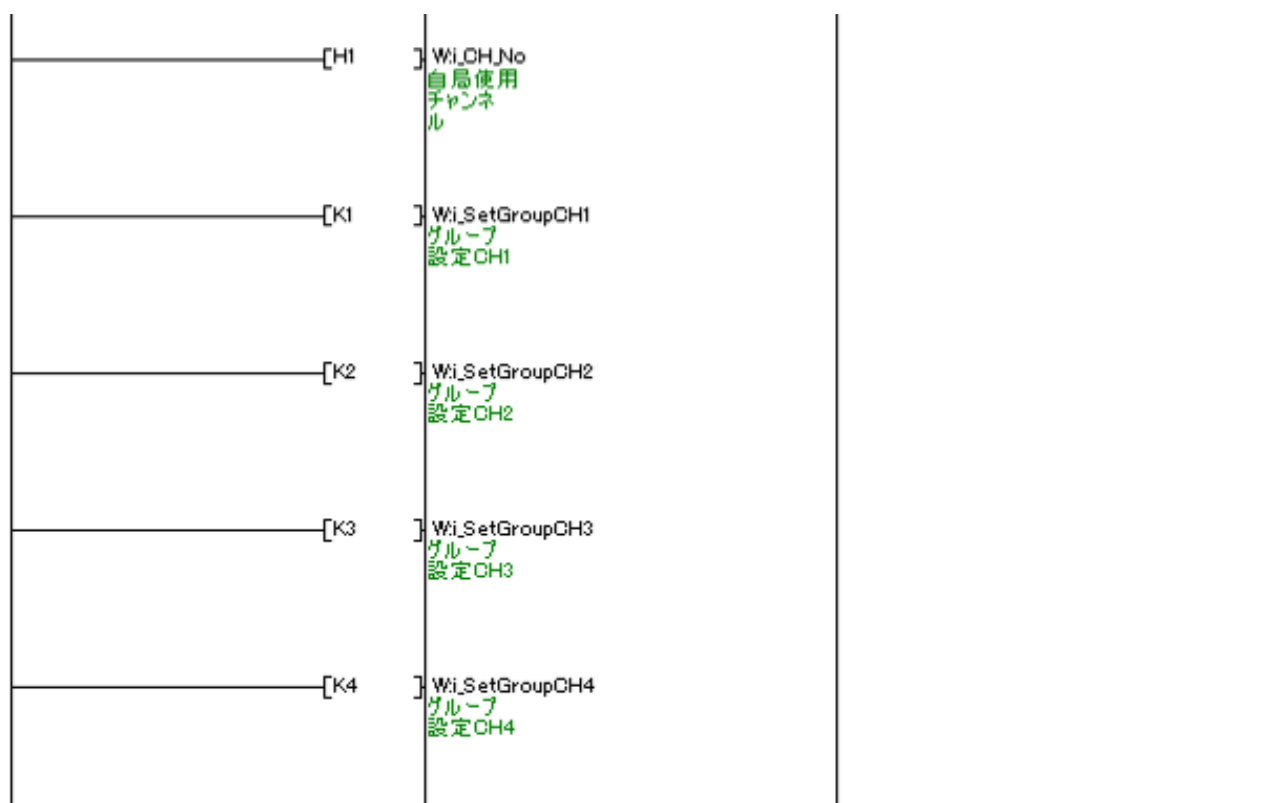 [H1 ] W:i_CH_No
自局使用
チャンネ
ル
[K1 ] W:i_SetGroupCH1
グループ
設定CH1
[K2 ] W:i_SetGroupCH2
グループ
設定CH2
[K3 ] W:i_SetGroupCH3
グループ
設定CH3
[K4 ] W:i_SetGroupCH4
グループ
設定CH4